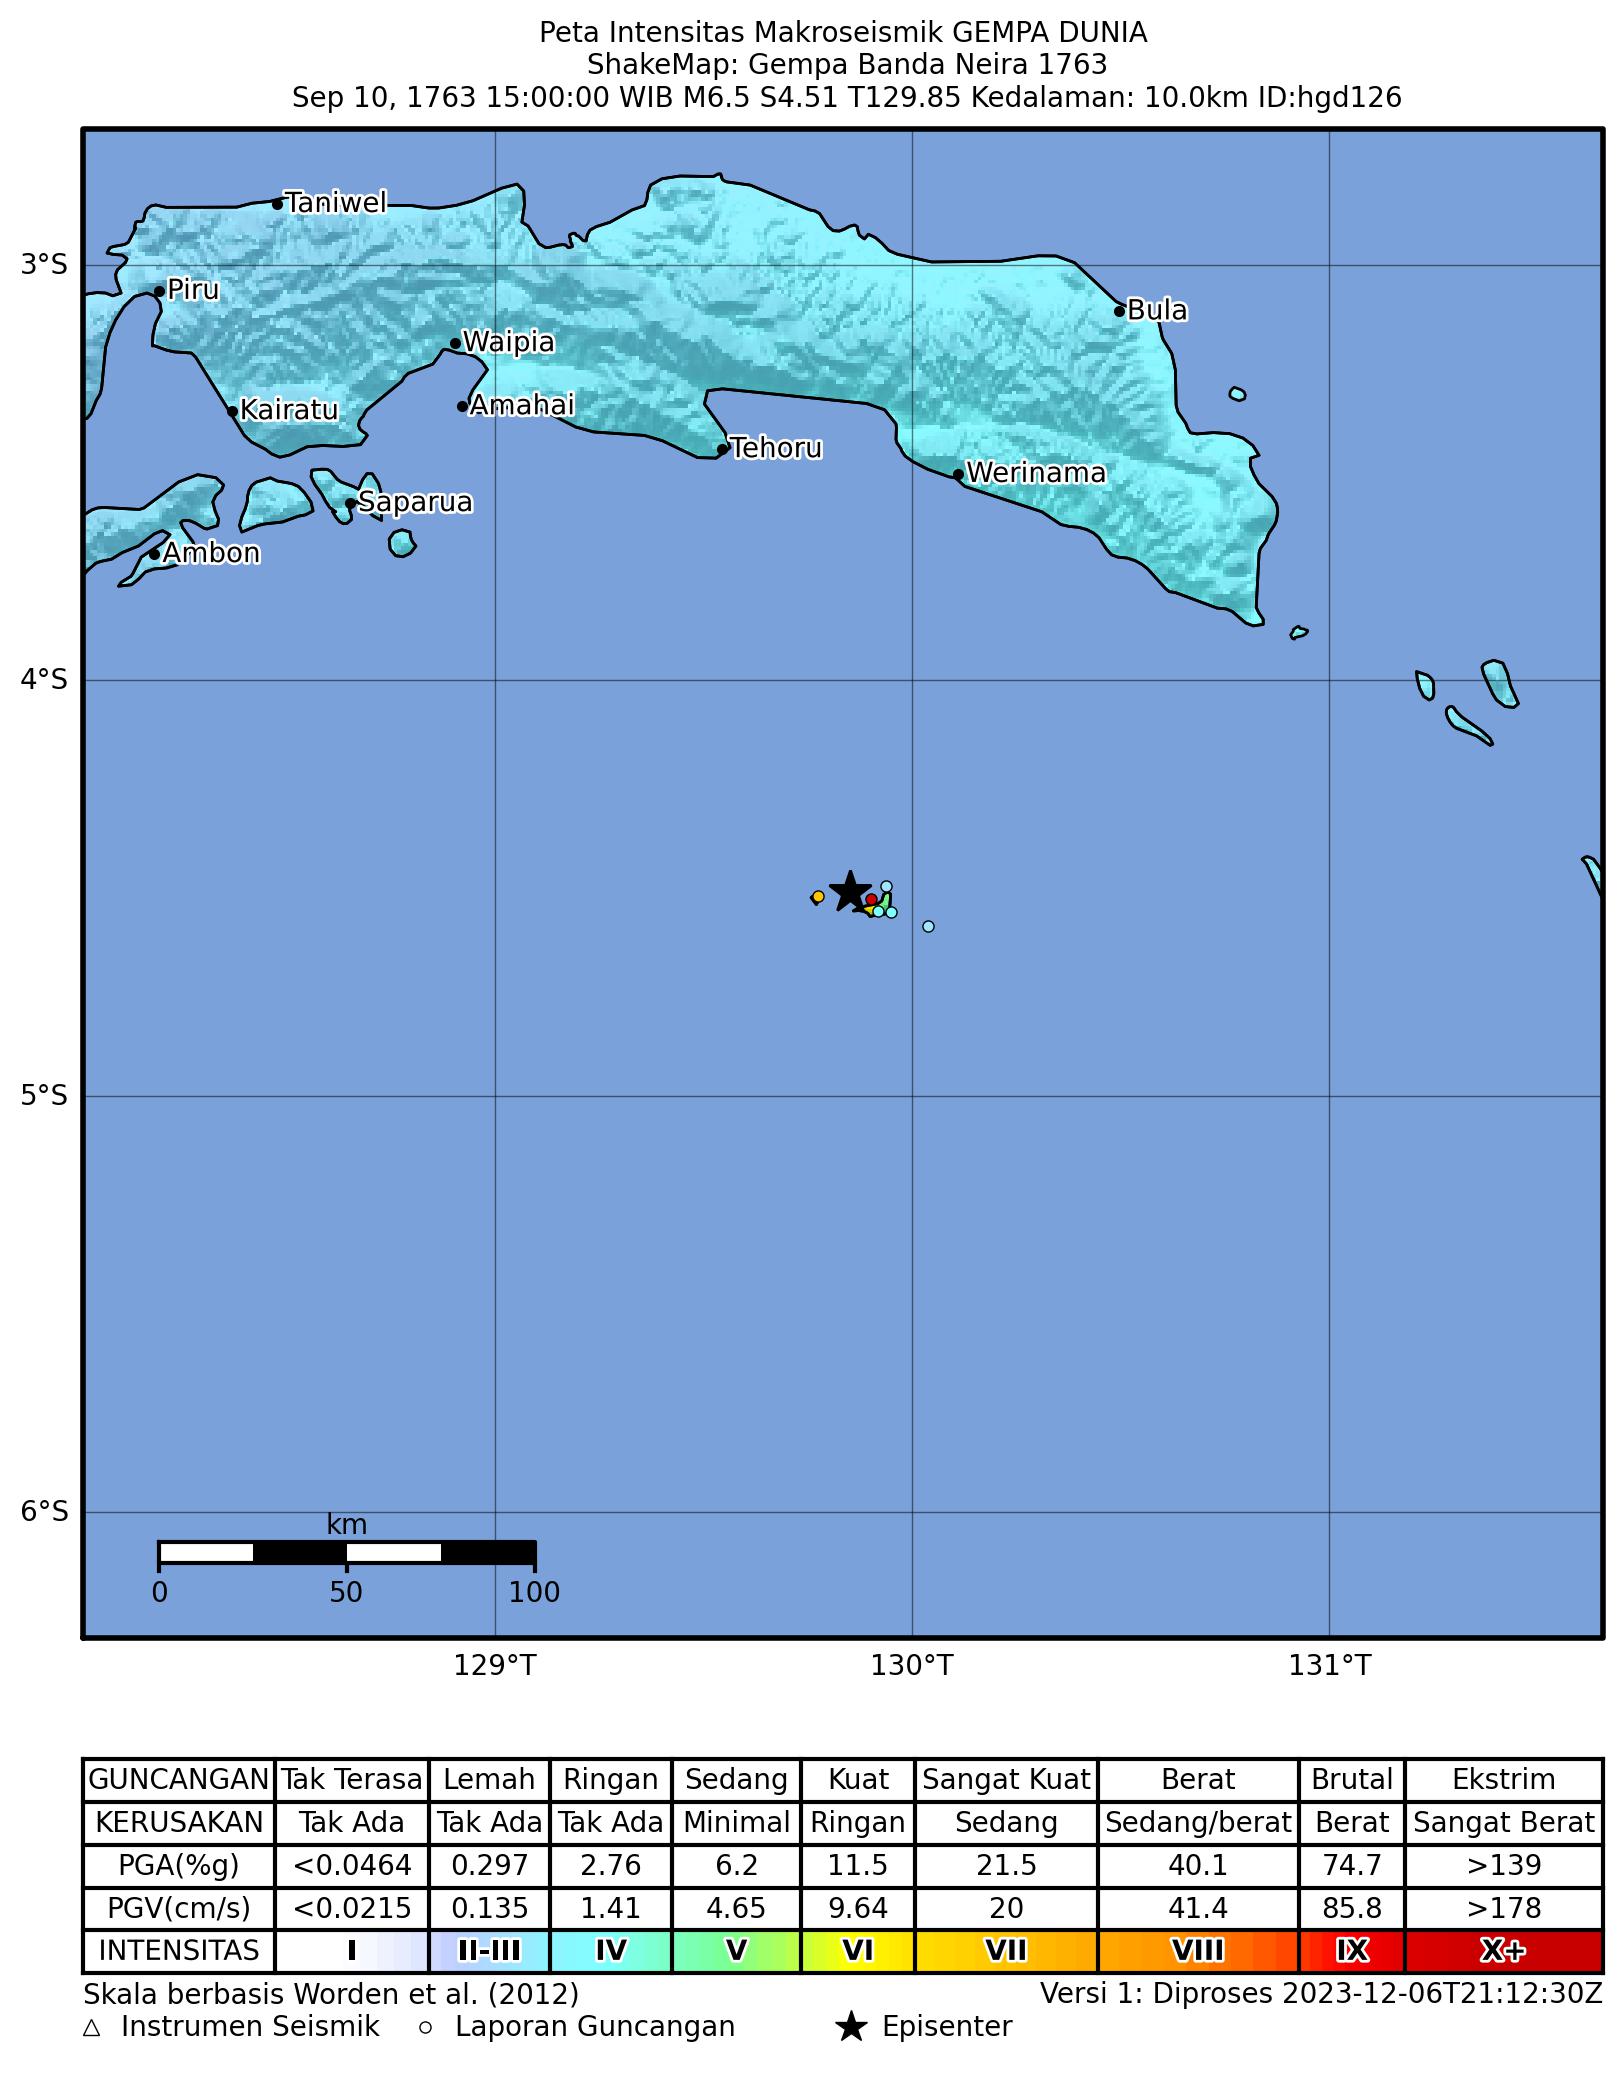 Peta Intensitas Makroseismik GEMPA DUNIA
ShakeMap: Gempa Banda Neira 1763
Sep 10, 1763 15:00:00 WIB M6.5 S4.51 T129.85 Kedalaman: 10.0km ID:hgd126
Taniwel
3°S
Piru
Bula
Waipia
Kairatu
Amahai
Tehoru
Werinama
Saparua
Ambon
4°S
5°S
6°S
km
0 50 100
129°T 130°T 131°T
GUNCANGAN Tak Terasa Lemah Ringan Sedang Kuat Sangat Kuat Berat Brutal Ekstrim
KERUSAKAN Tak Ada Tak Ada Tak Ada Minimal Ringan Sedang Sedang/berat Berat Sangat Berat
PGA(%g) <0.0464 0.297 2.76 6.2 11.5 21.5 40.1 74.7 >139
PGV(cm/s) <0.0215 0.135 1.41 4.65 9.64 20 41.4 85.8 >178
INTENSITAS I II-III IV V VI VII VIII IX X+
Skala berbasis Worden et al. (2012) Versi 1: Diproses 2023-12-06T21:12:30Z
Instrumen Seismik Laporan Guncangan Episenter